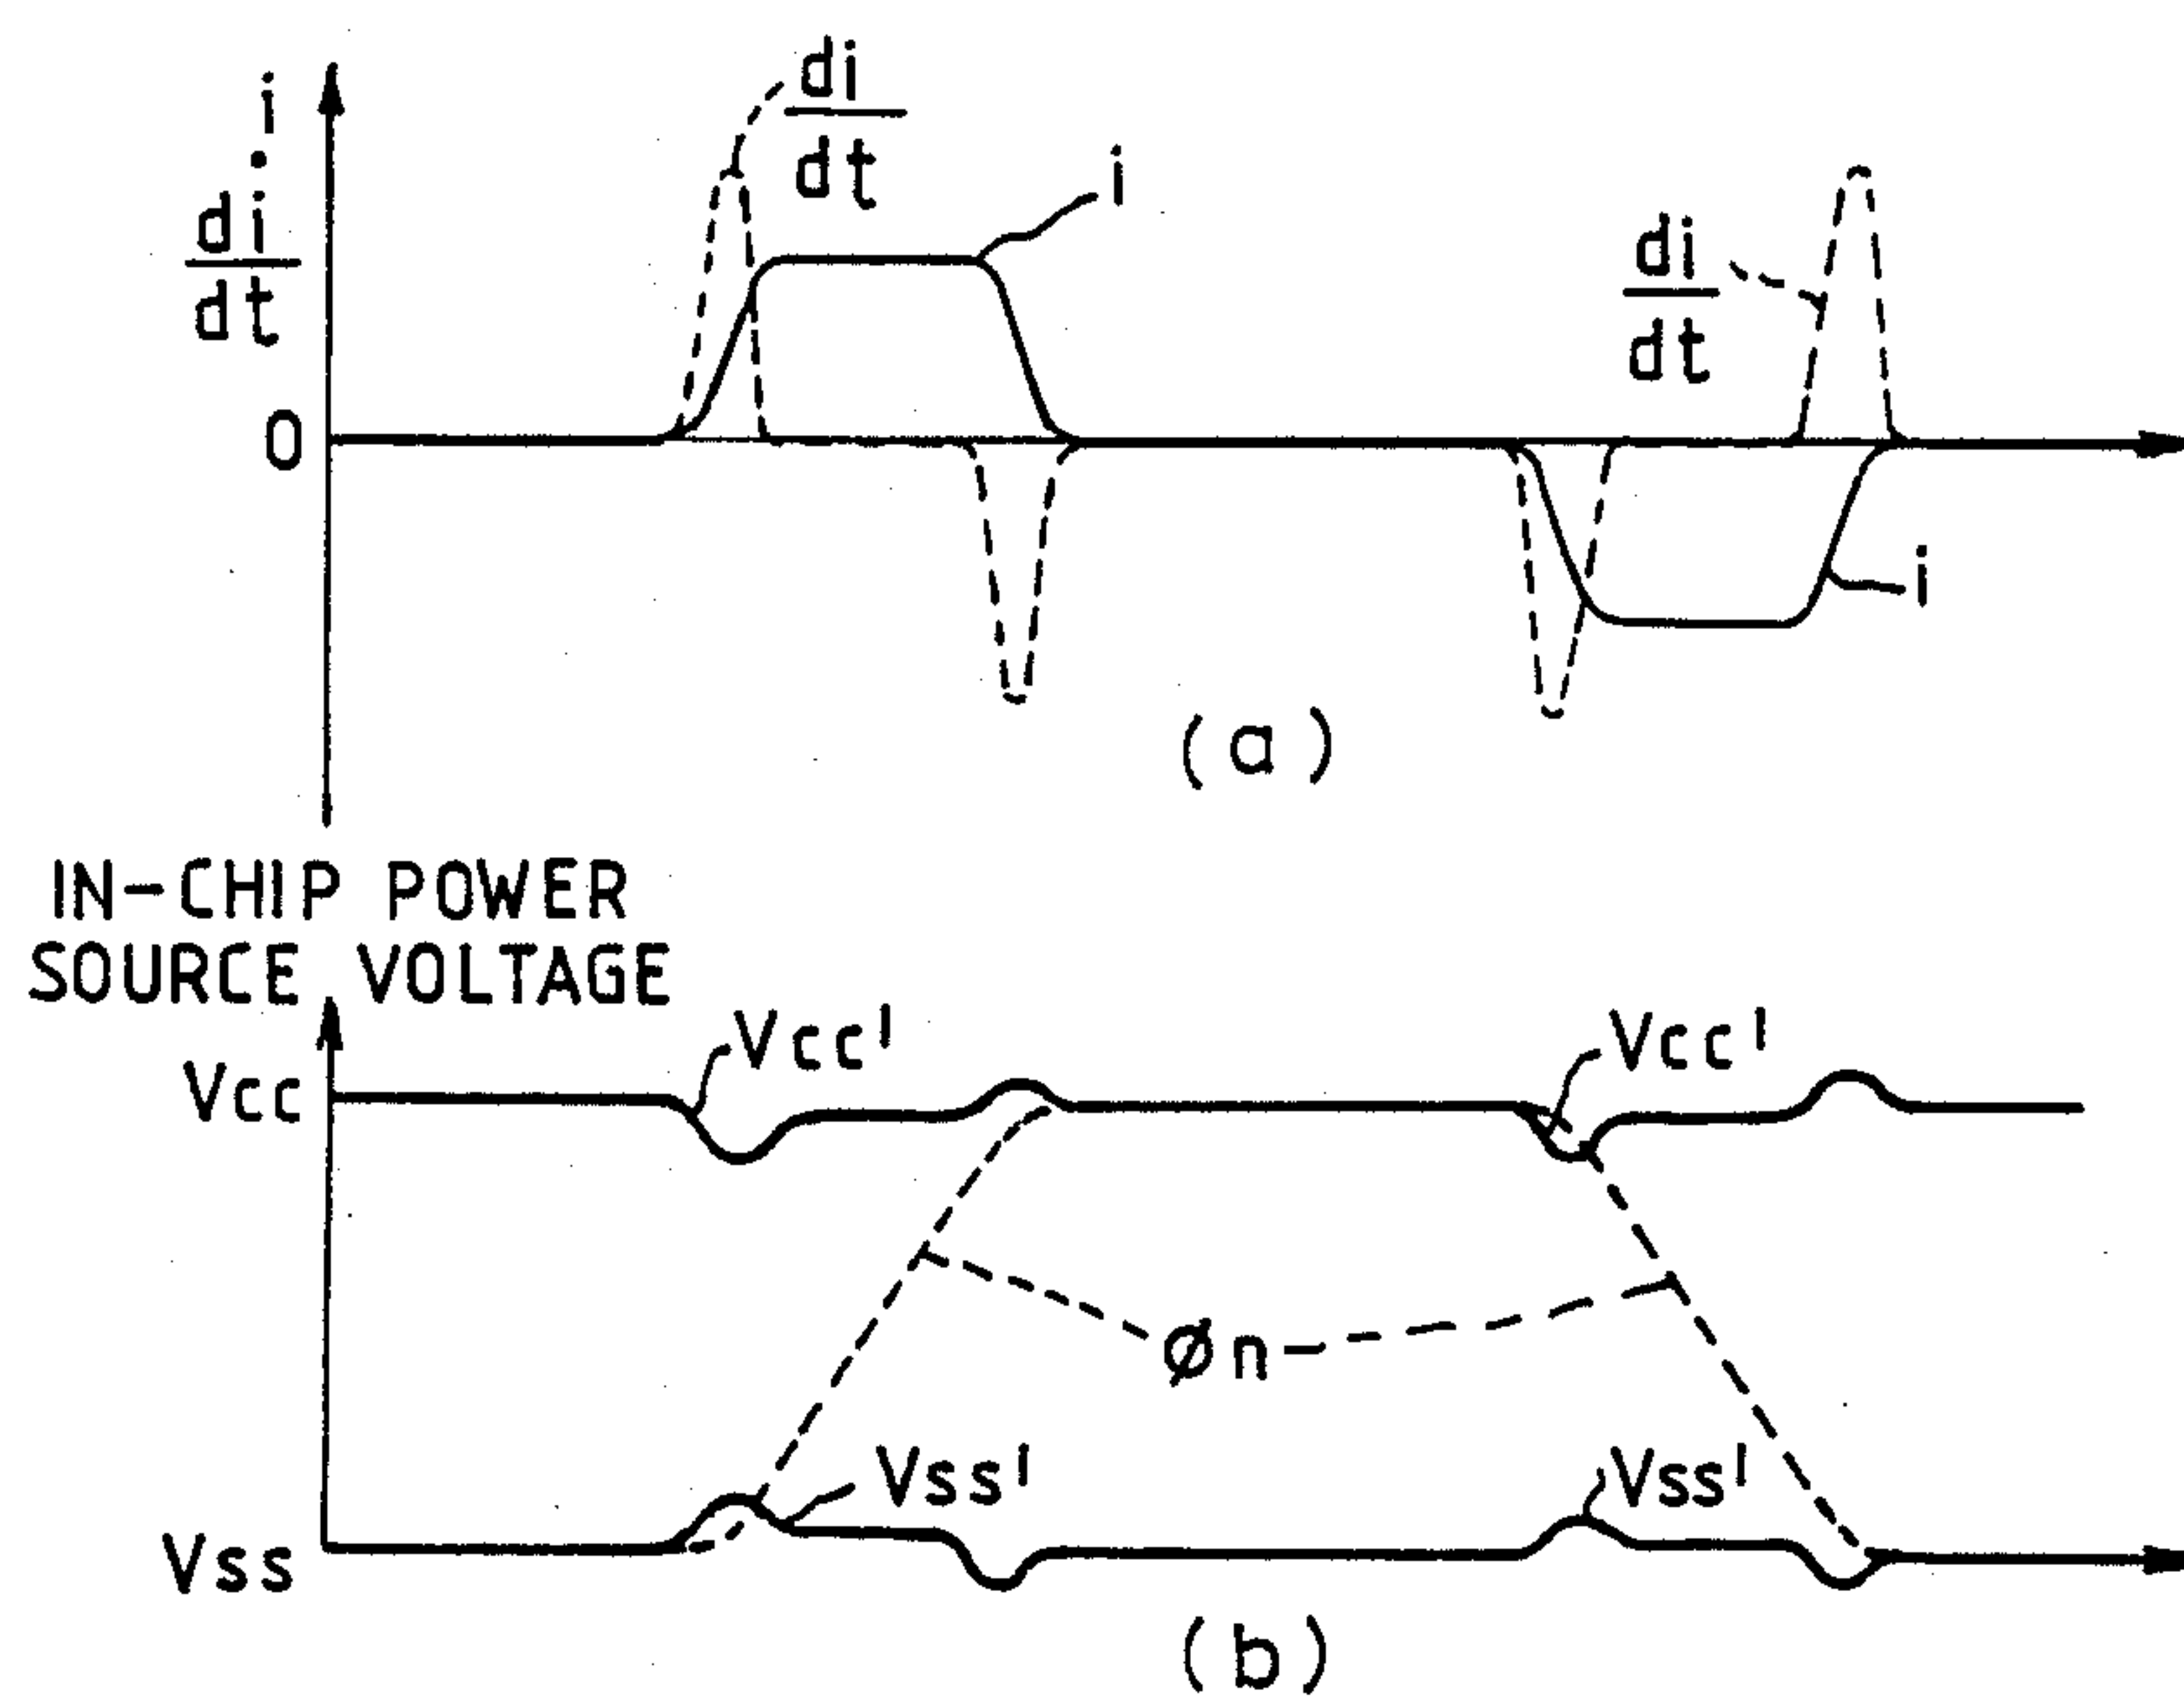 i
•
di
dt
0
di
dt
i
di
dt
i
(a)
IN-CHIP POWER
SOURCE VOLTAGE
Vcc
Vcc'
Vcc'
øn
Vss'
Vss'
Vss
(b)